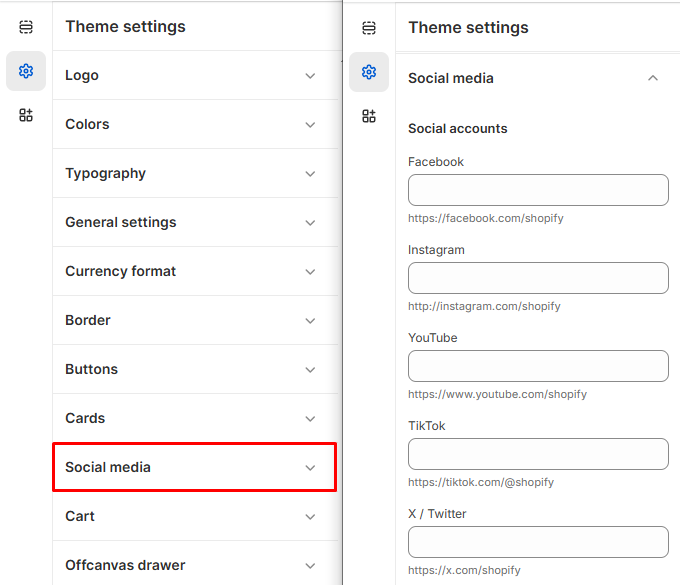 Theme settings
Logo
Colors
Typography
General settings
Currency format
Border
Buttons
Cards
Social media
Cart
Offcanvas drawer
Theme settings
Social media
Social accounts
Facebook
https://facebook.com/shopify
Instagram
http://instagram.com/shopify
YouTube
https://www.youtube.com/shopify
TikTok
https://tiktok.com/@shopify
X / Twitter
https://x.com/shopify